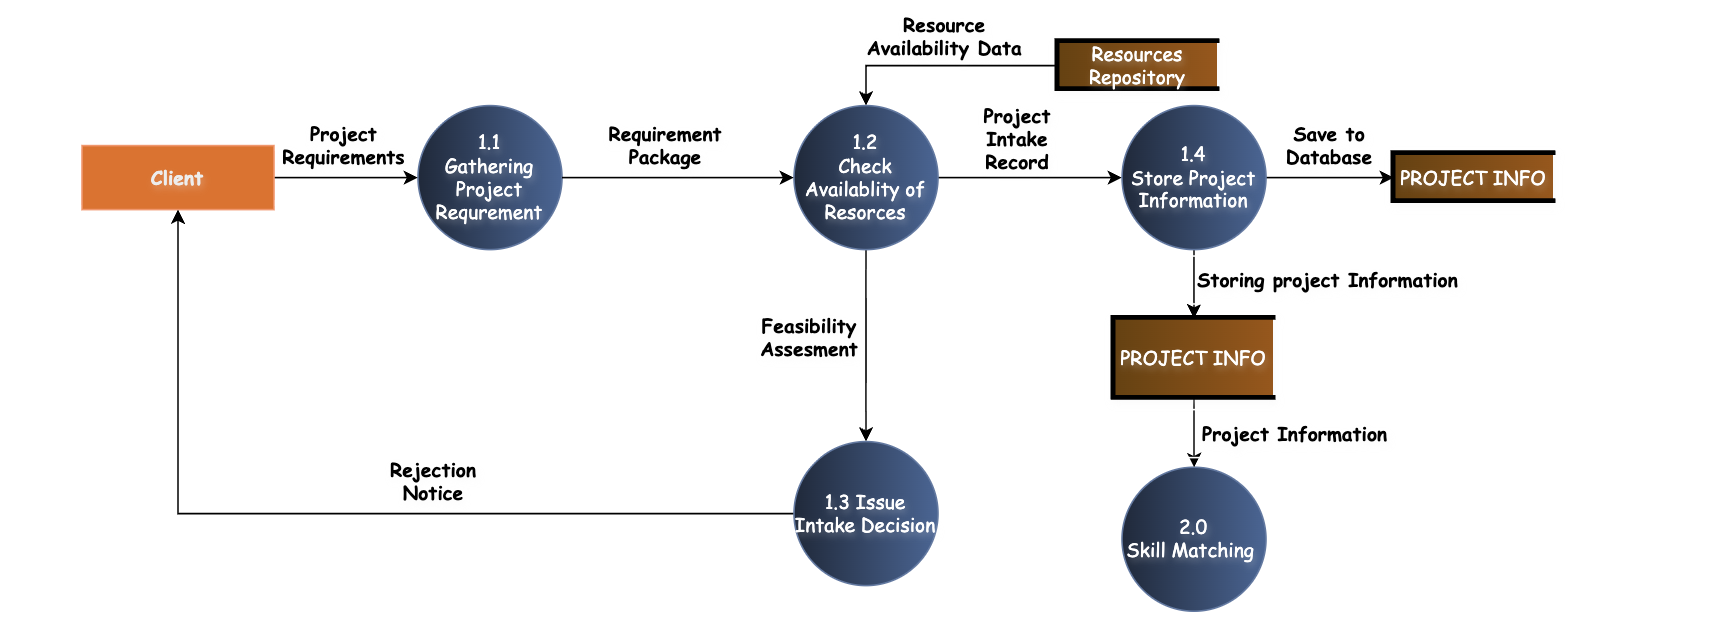 Resource
Availability Data
Resources
Repository
Client
Project
Requirements
1.1
Gathering
Project
Requrement
Requirement
Package
1.2
Check
Availablity of
Resorces
Project
Intake
Record
1.4
Store Project
Information
Save to
Database
PROJECT INFO
Storing project Information
Feasibility
Assesment
PROJECT INFO
Project Information
Rejection
Notice
1.3 Issue
Intake Decision
2.0
Skill Matching